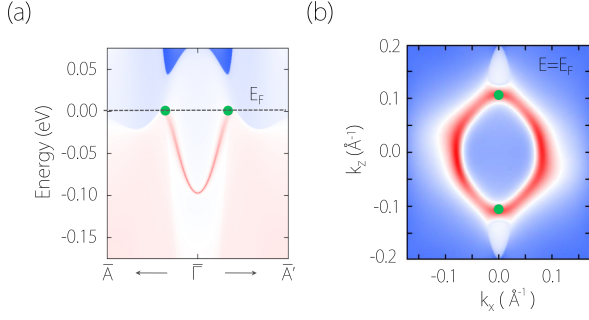 (a)
(b)
Energy (eV)
0.05
0.00
-0.05
-0.10
-0.15
E_F
A̅ ← Γ̅ → A̅′
k_z (Å⁻¹)
0.2
0.1
0.0
-0.1
-0.2
E=E_F
-0.1 0.0 0.1
k_x (Å⁻¹)